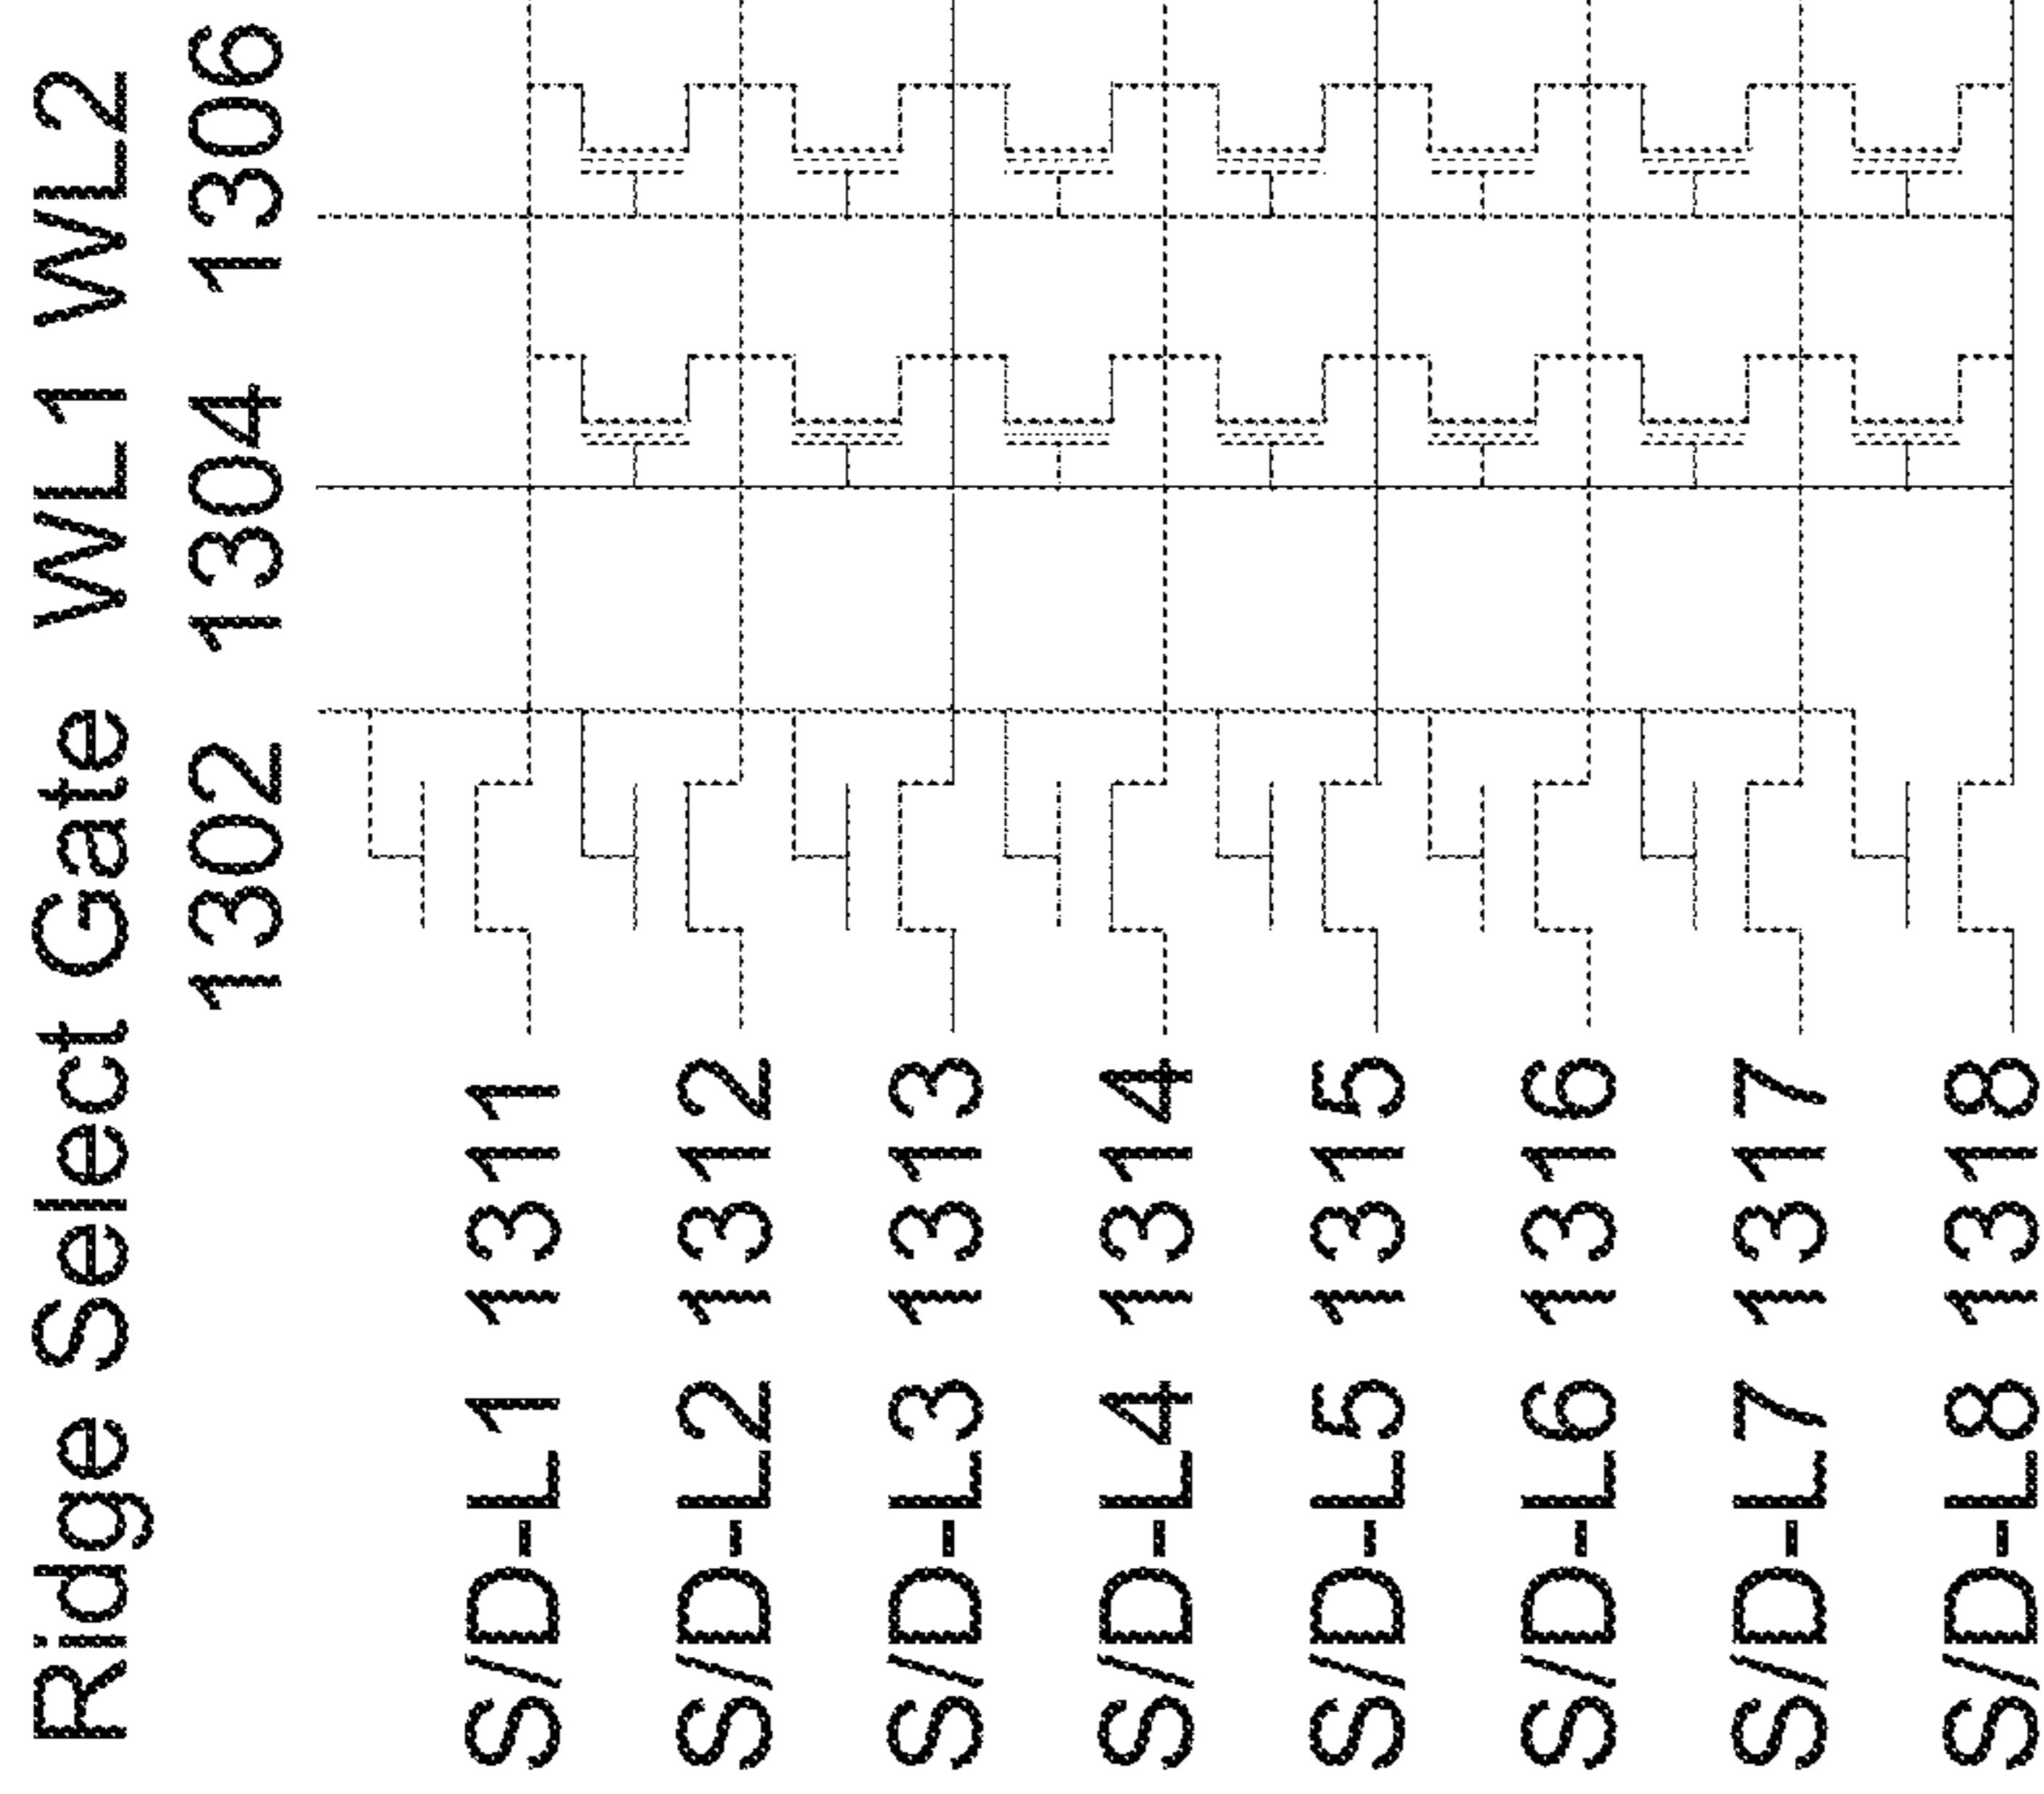 Ridge Select Gate WL1 WL2
1302 1304 1306
S/D-L1 1311
S/D-L2 1312
S/D-L3 1313
S/D-L4 1314
S/D-L5 1315
S/D-L6 1316
S/D-L7 1317
S/D-L8 1318